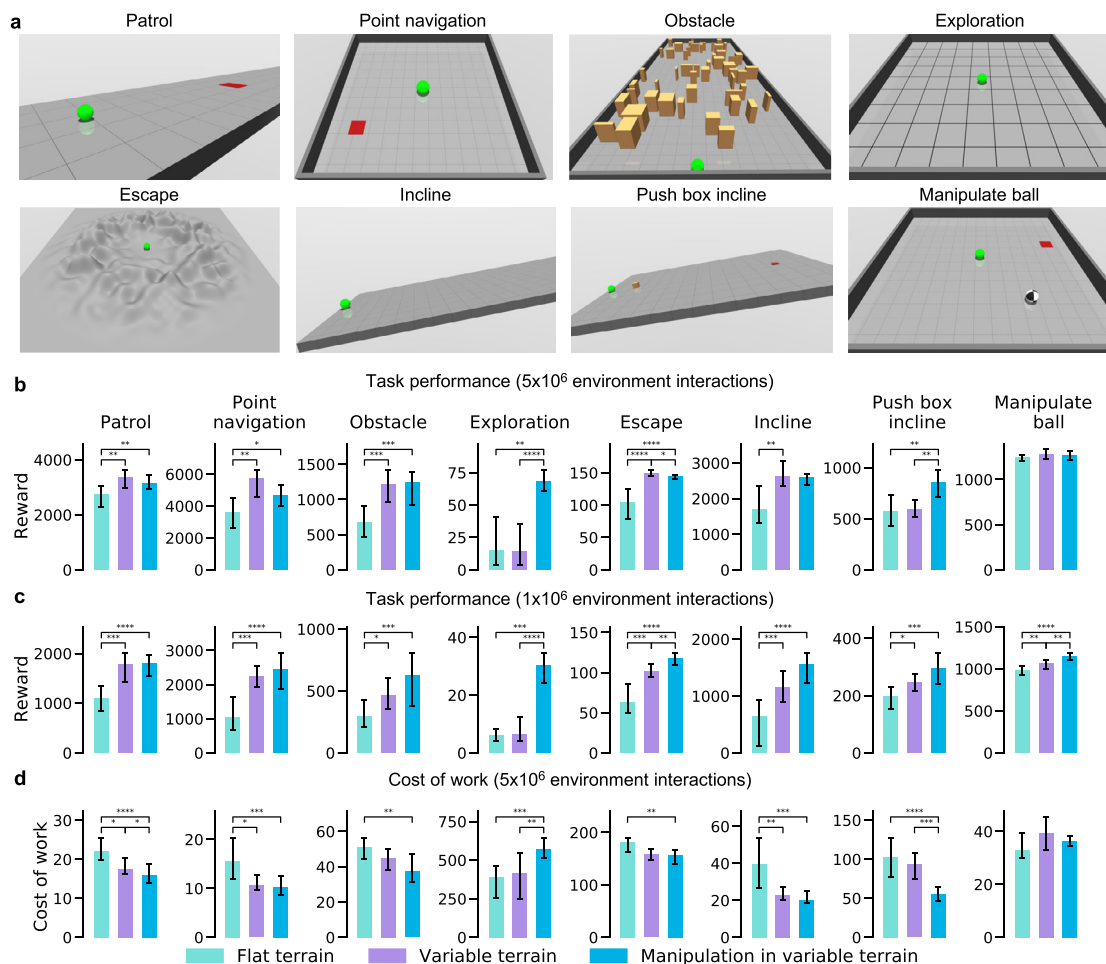 a
Patrol
Point navigation
Obstacle
Exploration
Escape
Incline
Push box incline
Manipulate ball
b
Task performance (5x10⁶ environment interactions)
Patrol
Point
navigation
Obstacle
Exploration
Escape
Incline
Push box
incline
Manipulate
ball
Reward
4000
2000
0
** **
6000
4000
2000
0
* **
1500
1000
500
0
*** ***
75
50
25
0
** ****
150
100
50
0
**** **** *
3000
2000
1000
0
**
1000
500
0
** **
1000
500
0
c
Task performance (1x10⁶ environment interactions)
Reward
2000
1000
0
**** ***
3000
2000
1000
0
**** ***
1000
500
0
*** *
40
20
0
*** ****
150
100
50
0
**** *** **
2000
1000
0
**** ***
400
200
0
*** *
1500
1000
500
0
**** ** **
d
Cost of work (5x10⁶ environment interactions)
Cost of work
30
20
10
0
**** * *
20
10
0
*** *
60
40
20
0
**
750
500
250
0
*** **
200
100
0
**
60
40
20
0
*** **
150
100
50
0
**** ***
40
20
0
Flat terrain
Variable terrain
Manipulation in variable terrain